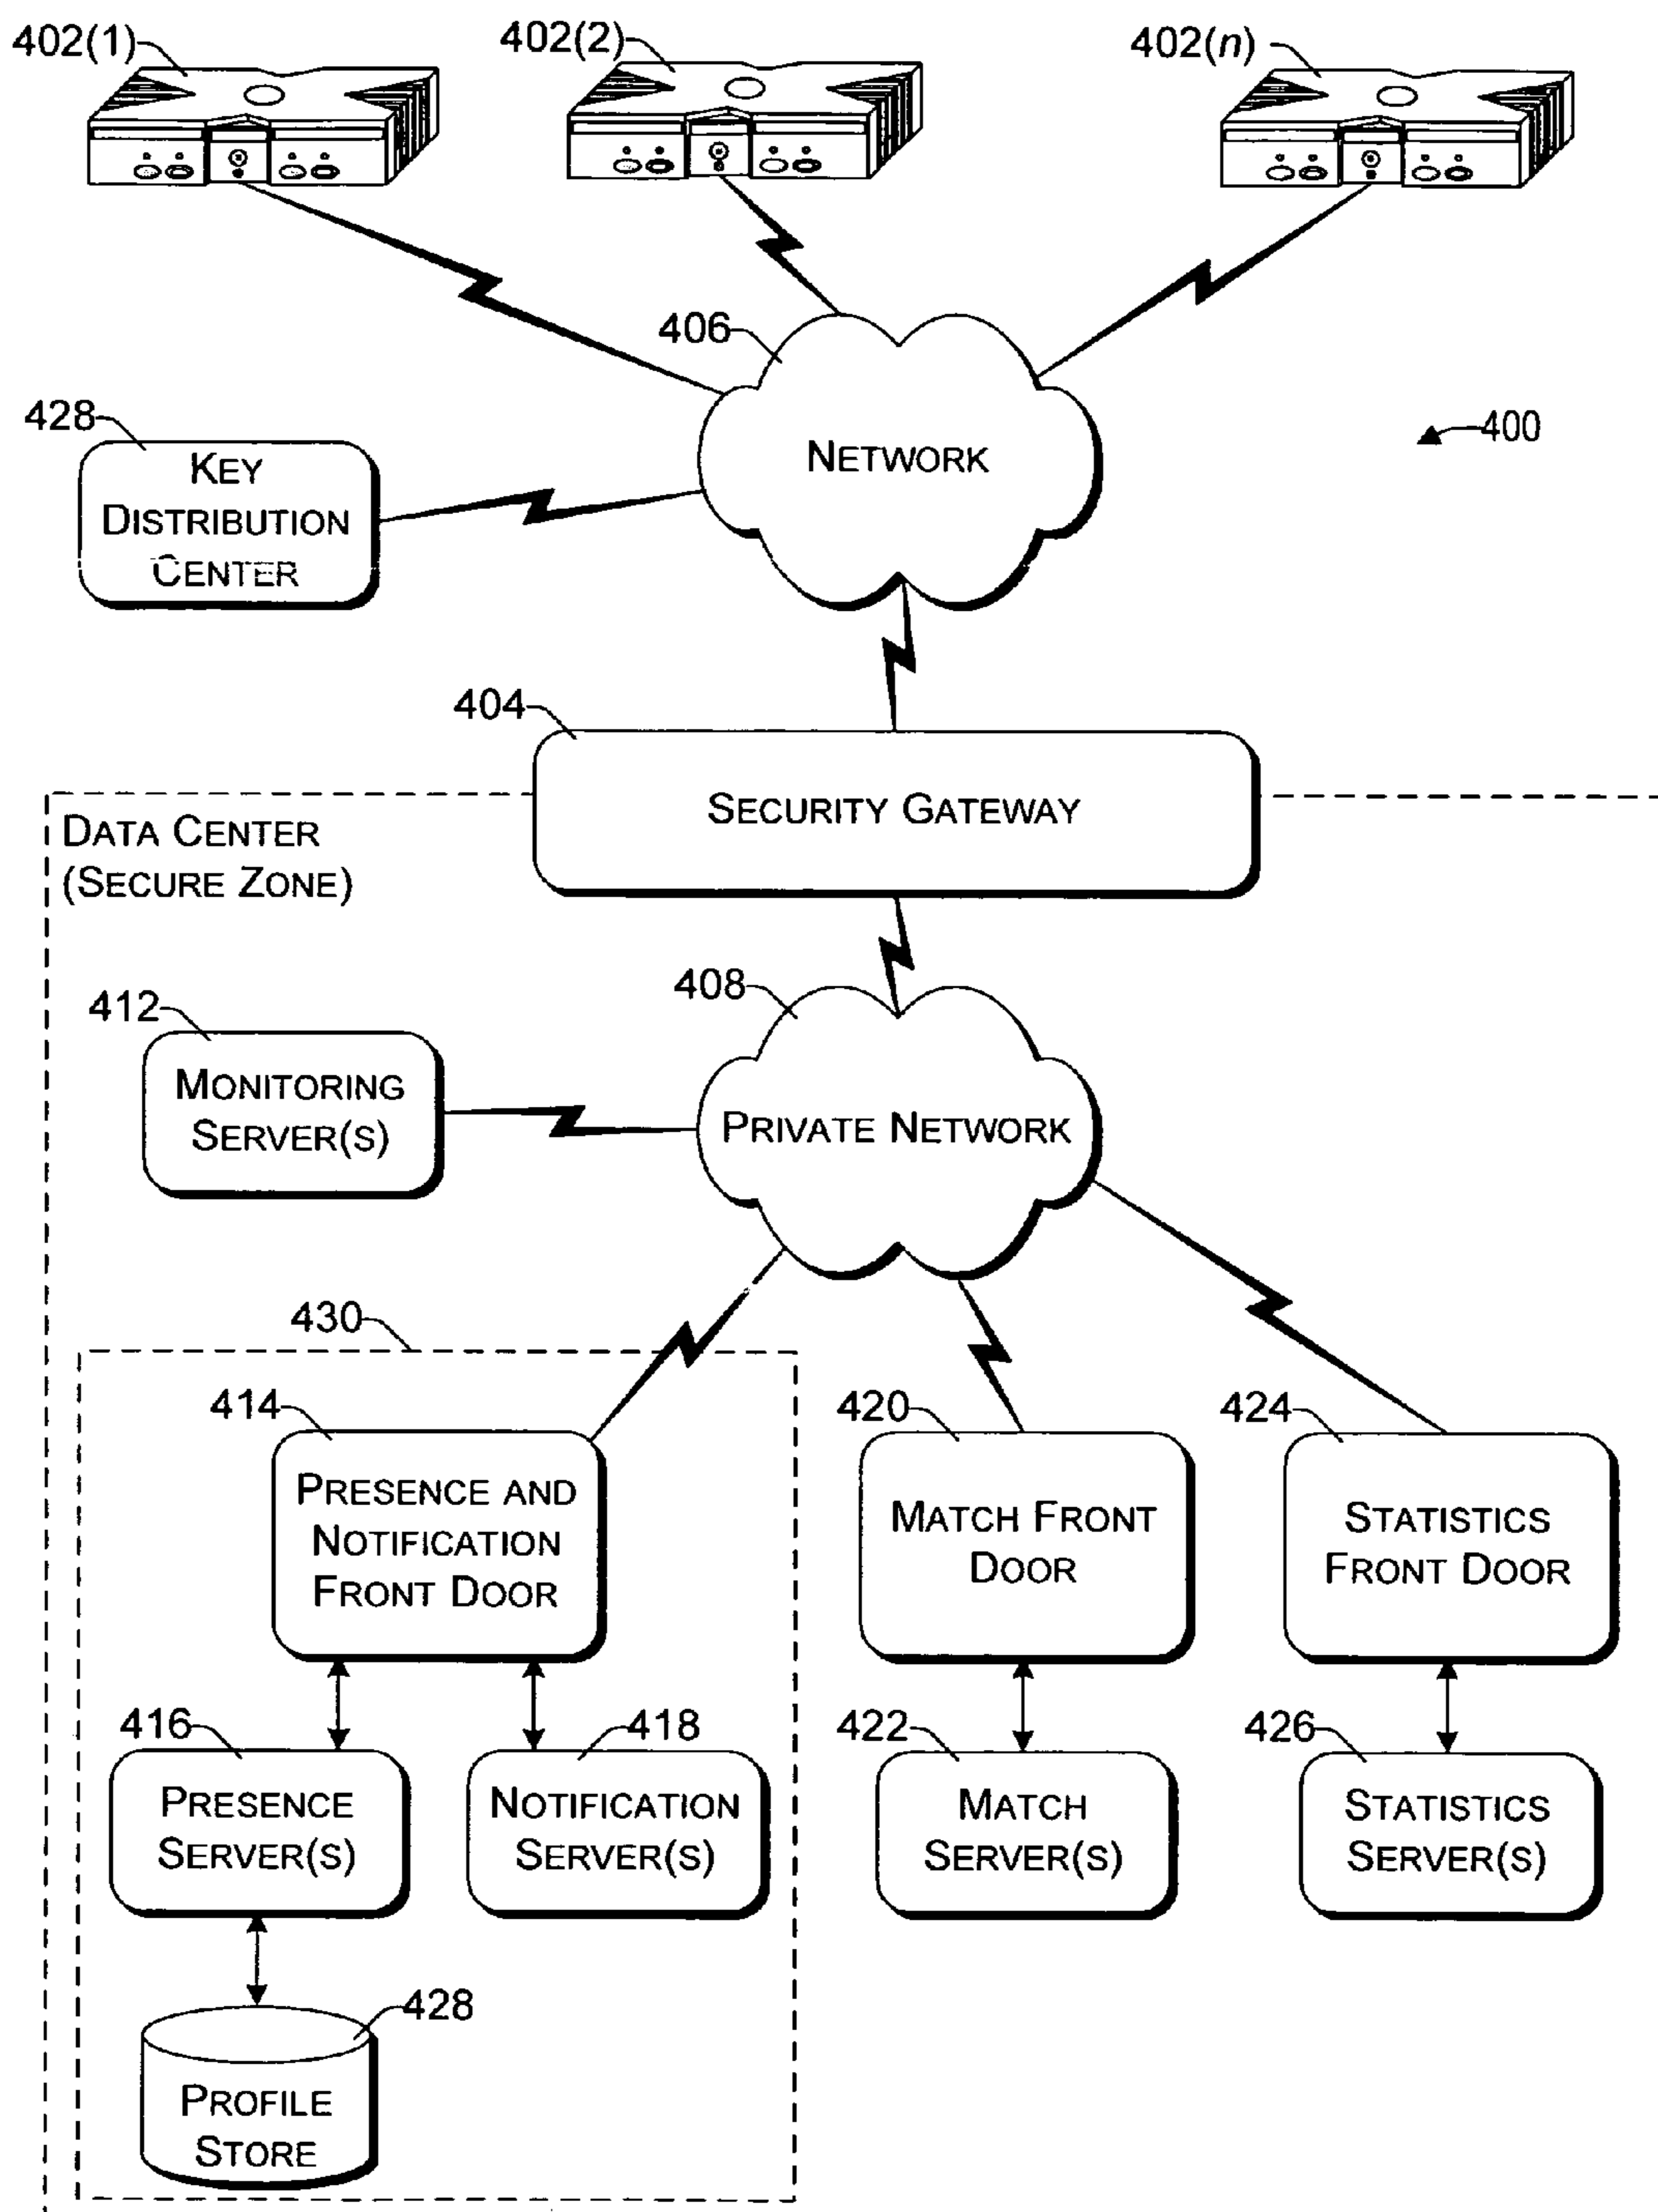 402(1)
402(2)
402(n)
406
428
KEY
DISTRIBUTION
CENTER
NETWORK
400
404
SECURITY GATEWAY
DATA CENTER
(SECURE ZONE)
408
412
MONITORING
SERVER(S)
PRIVATE NETWORK
430
414
PRESENCE AND
NOTIFICATION
FRONT DOOR
420
MATCH FRONT
DOOR
424
STATISTICS
FRONT DOOR
416
PRESENCE
SERVER(S)
418
NOTIFICATION
SERVER(S)
422
MATCH
SERVER(S)
426
STATISTICS
SERVER(S)
428
PROFILE
STORE